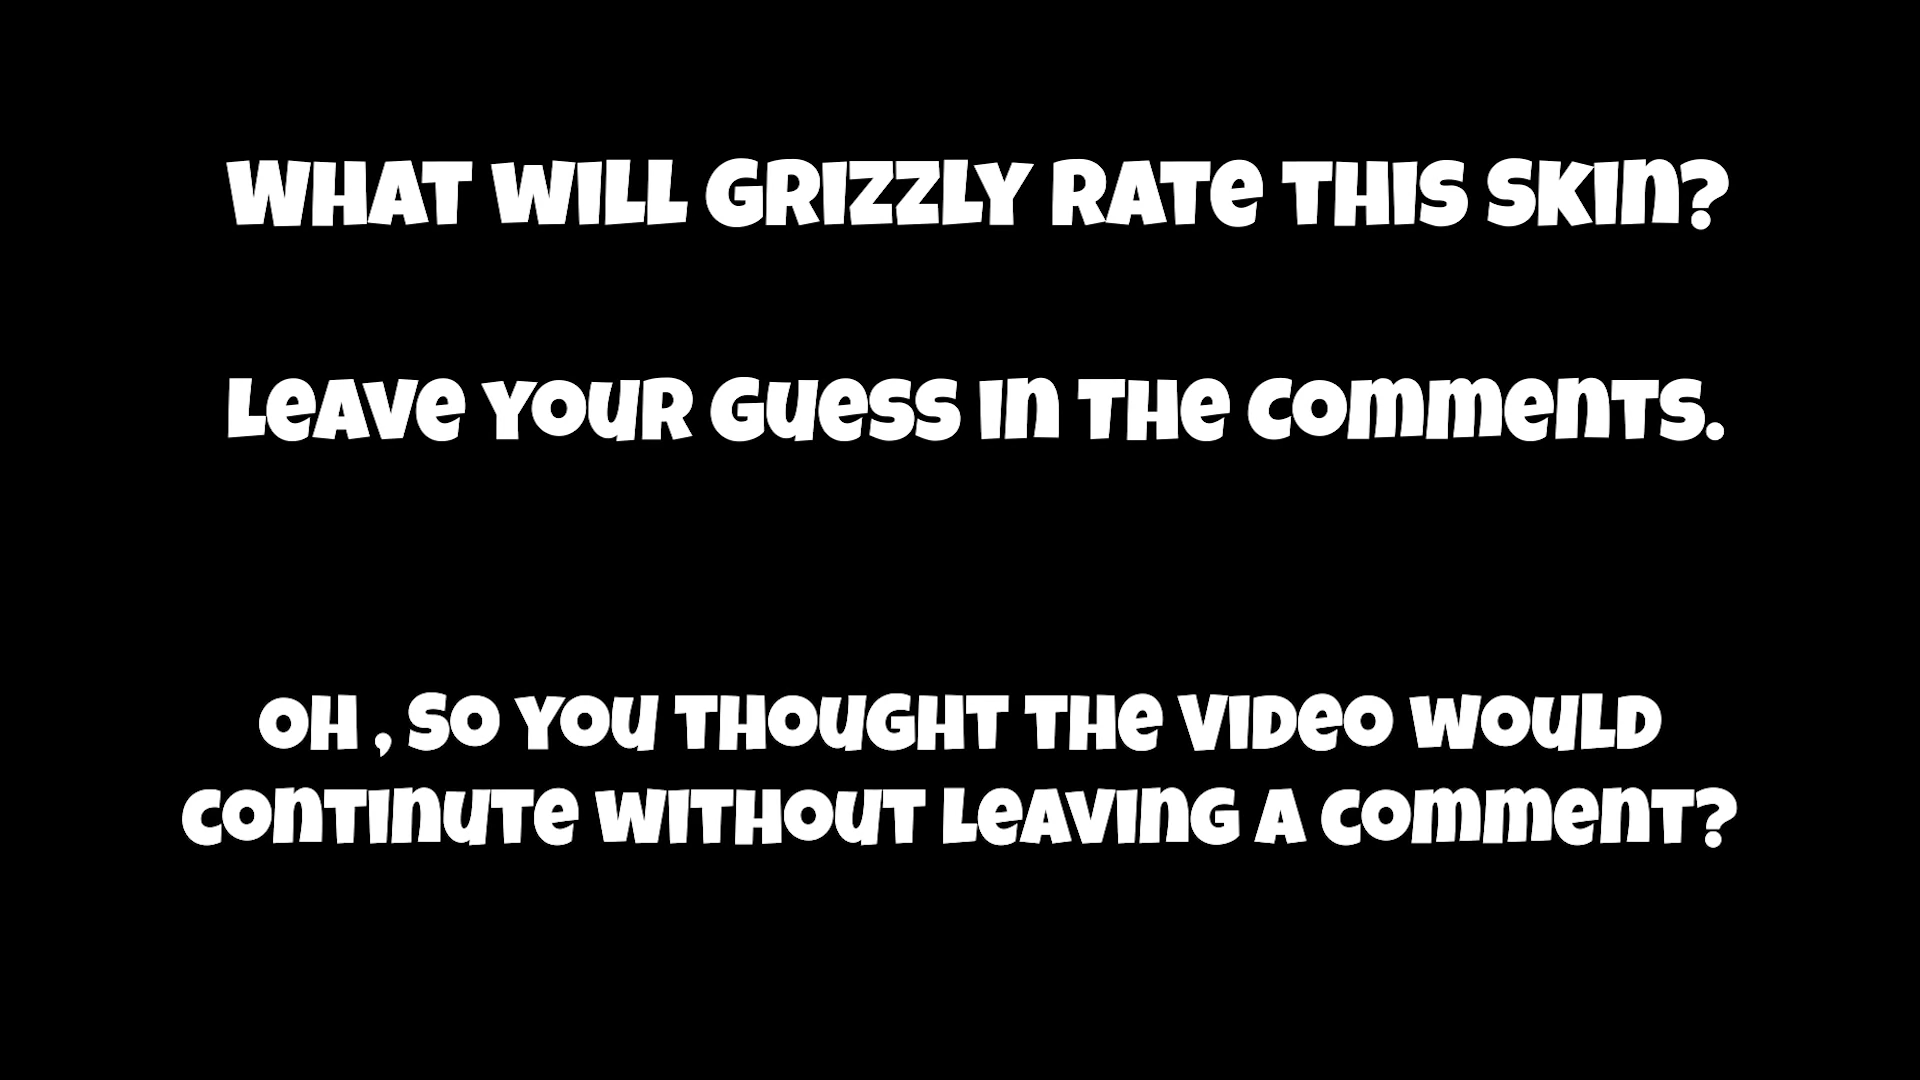 WHAT WILL GRIZZLY RATE THIS SKIN?
LEAVE YOUR GUESS IN THE COMMENTS.
OH , SO YOU THOUGHT THE VIDEO WOULD
CONTINUTE WITHOUT LEAVING A COMMENT?